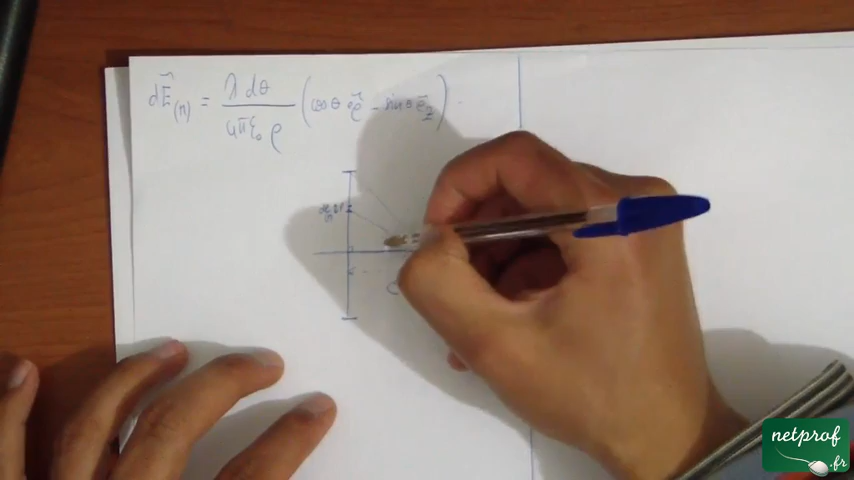 dE⃗(n) = λ dθ / 4πε₀ ρ (cos θ e⃗ρ - sin θ e⃗z)
O
netprof
.fr